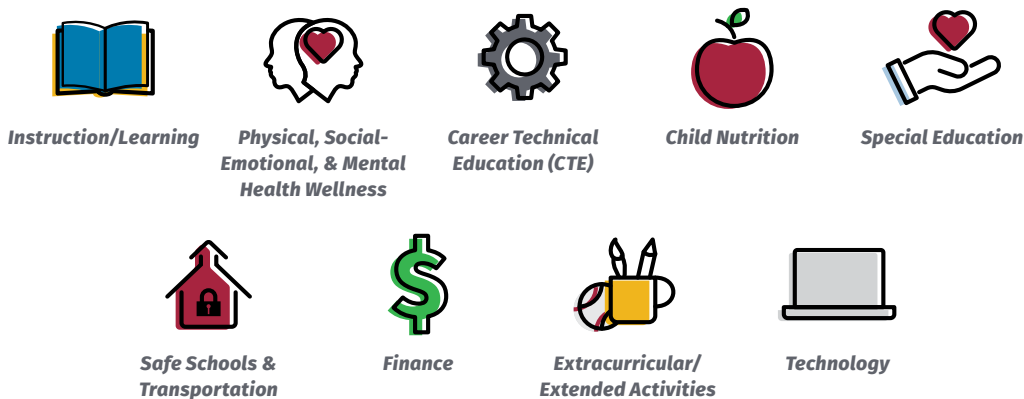 Instruction/Learning
Physical, Social-
Emotional, & Mental
Health Wellness
Career Technical
Education (CTE)
Child Nutrition
Special Education
Safe Schools &
Transportation
Finance
Extracurricular/
Extended Activities
Technology